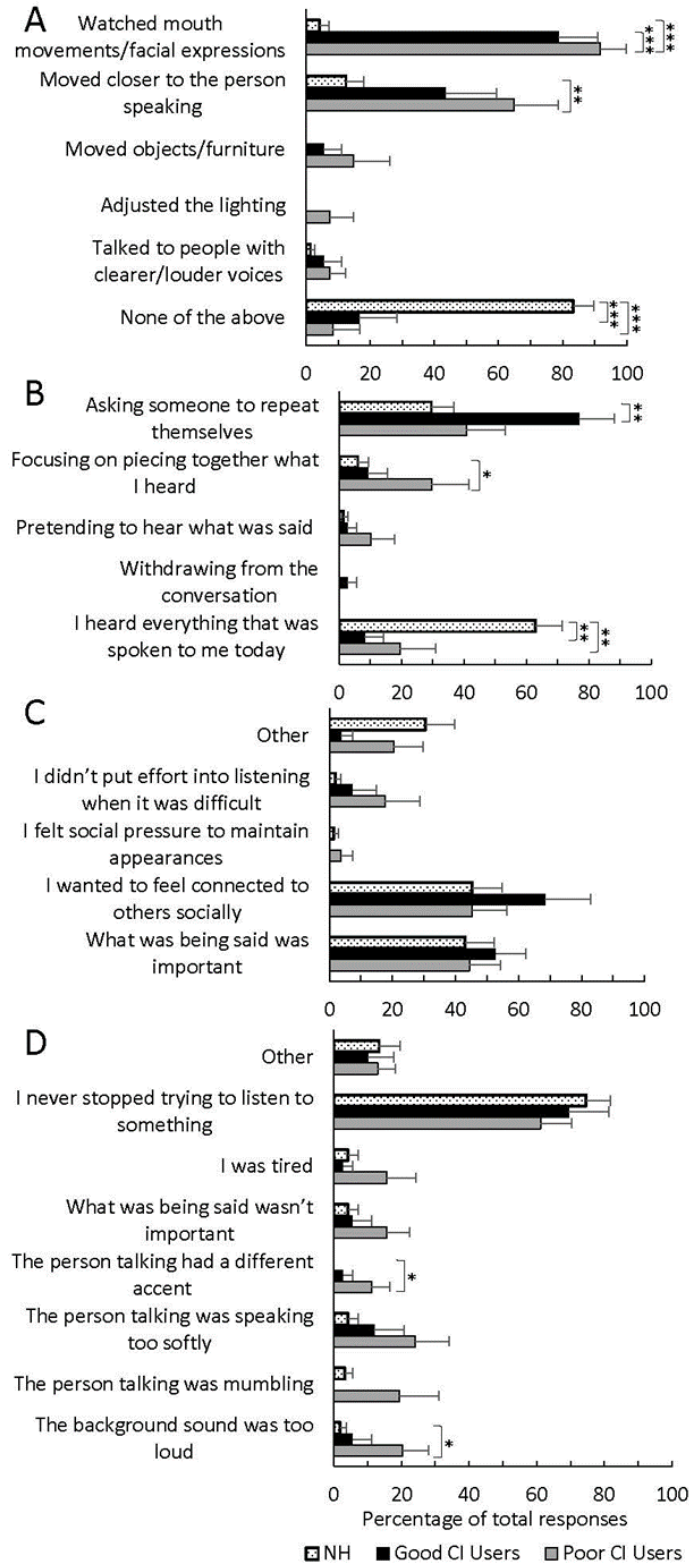 A
Watched mouth
movements/facial expressions
***
***
Moved closer to the person
speaking
**
Moved objects/furniture
Adjusted the lighting
Talked to people with
clearer/louder voices
None of the above
***
***
0 20 40 60 80 100
B
Asking someone to repeat
themselves
**
Focusing on piecing together what
I heard
*
Pretending to hear what was said
Withdrawing from the
conversation
I heard everything that was
spoken to me today
**
**
0 20 40 60 80 100
C
Other
I didn't put effort into listening
when it was difficult
I felt social pressure to maintain
appearances
I wanted to feel connected to
others socially
What was being said was
important
0 20 40 60 80 100
D
Other
I never stopped trying to listen to
something
I was tired
What was being said wasn't
important
The person talking had a different
accent
*
The person talking was speaking
too softly
The person talking was mumbling
The background sound was too
loud
*
0 20 40 60 80 100
Percentage of total responses
NH Good CI Users Poor CI Users